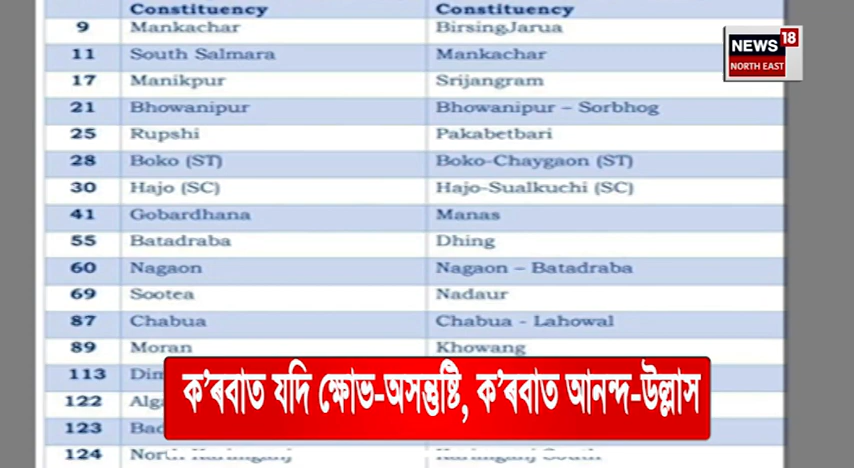 Constituency Constituency
9 Mankachar BirsingJarua
11 South Salmara Mankachar
17 Manikpur Srijangram
21 Bhowanipur Bhowanipur – Sorbhog
25 Rupshi Pakabetbari
28 Boko (ST) Boko-Chaygaon (ST)
30 Hajo (SC) Hajo-Sualkuchi (SC)
41 Gobardhana Manas
55 Batadraba Dhing
60 Nagaon Nagaon – Batadraba
69 Sootea Nadaur
87 Chabua Chabua - Lahowal
89 Moran Khowang
113
122
123
124 North
NEWS 18
NORTH EAST
ক’ৰবাত যদি ক্ষোভ-অসন্তুষ্টি, ক’ৰবাত আনন্দ-উল্লাস